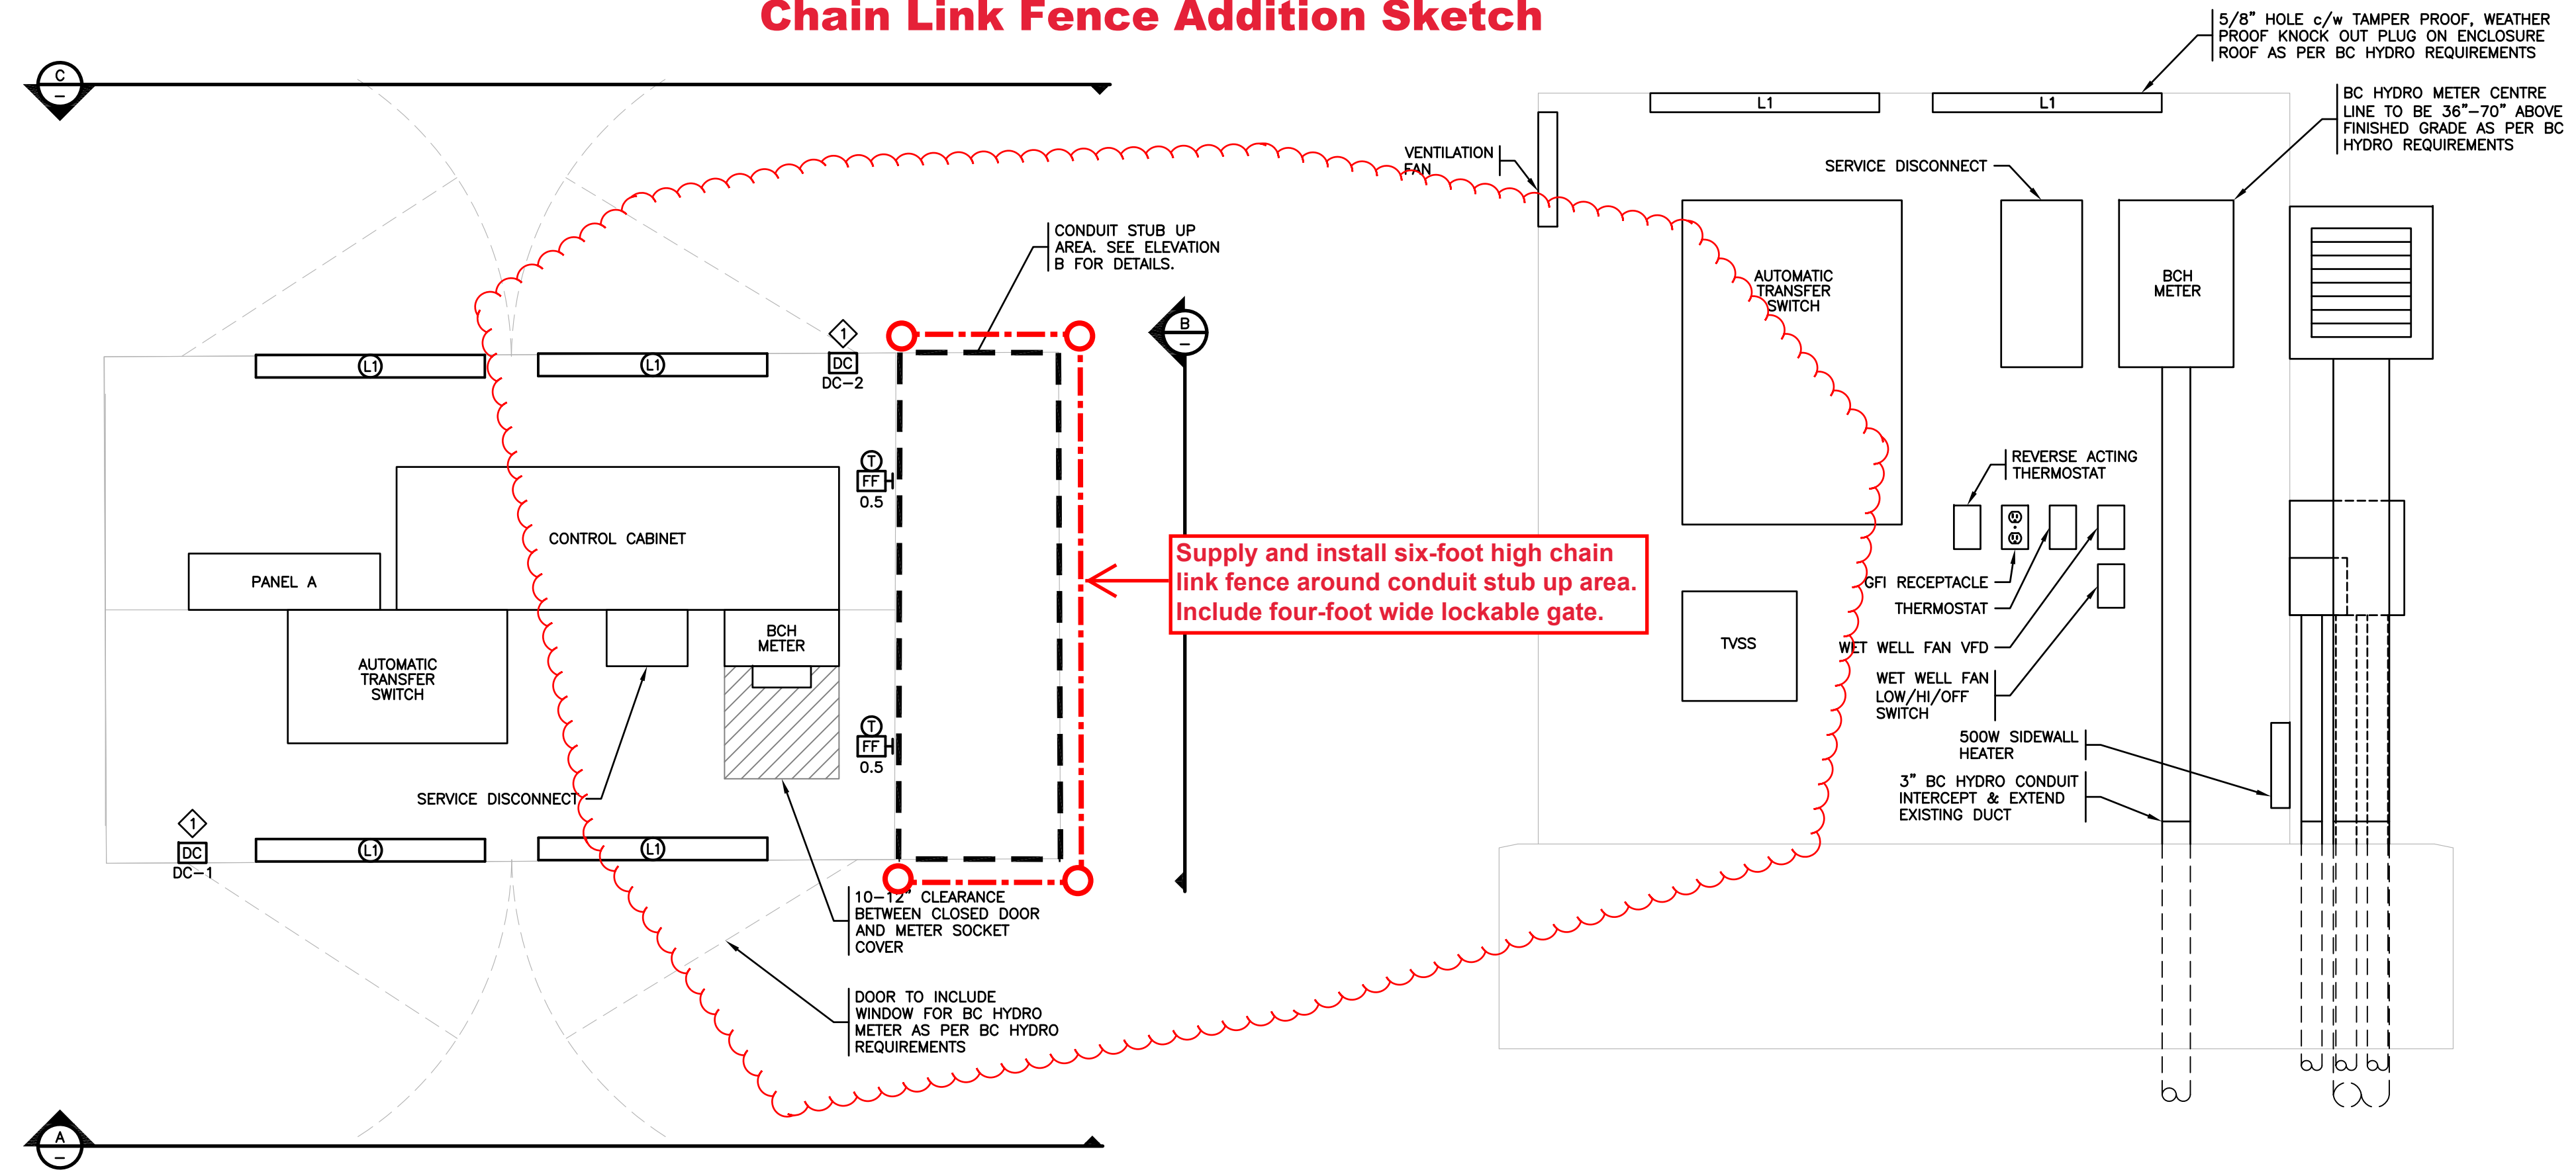 Chain Link Fence Addition Sketch
5/8" HOLE c/w TAMPER PROOF, WEATHER
PROOF KNOCK OUT PLUG ON ENCLOSURE
ROOF AS PER BC HYDRO REQUIREMENTS
C
–
L1
L1
BC HYDRO METER CENTRE
LINE TO BE 36"–70" ABOVE
FINISHED GRADE AS PER BC
HYDRO REQUIREMENTS
VENTILATION
FAN
SERVICE DISCONNECT
CONDUIT STUB UP
AREA. SEE ELEVATION
B FOR DETAILS.
AUTOMATIC
TRANSFER
SWITCH
BCH
METER
B
–
1
DC
DC–2
L1
L1
T
FF
0.5
REVERSE ACTING
THERMOSTAT
CONTROL CABINET
PANEL A
Supply and install six-foot high chain
link fence around conduit stub up area.
Include four-foot wide lockable gate.
GFI RECEPTACLE
THERMOSTAT
BCH
METER
TVSS
WET WELL FAN VFD
AUTOMATIC
TRANSFER
SWITCH
WET WELL FAN
LOW/HI/OFF
SWITCH
T
FF
0.5
500W SIDEWALL
HEATER
SERVICE DISCONNECT
3" BC HYDRO CONDUIT
INTERCEPT & EXTEND
EXISTING DUCT
1
DC
DC–1
L1
L1
10–12" CLEARANCE
BETWEEN CLOSED DOOR
AND METER SOCKET
COVER
DOOR TO INCLUDE
WINDOW FOR BC HYDRO
METER AS PER BC HYDRO
REQUIREMENTS
A
–